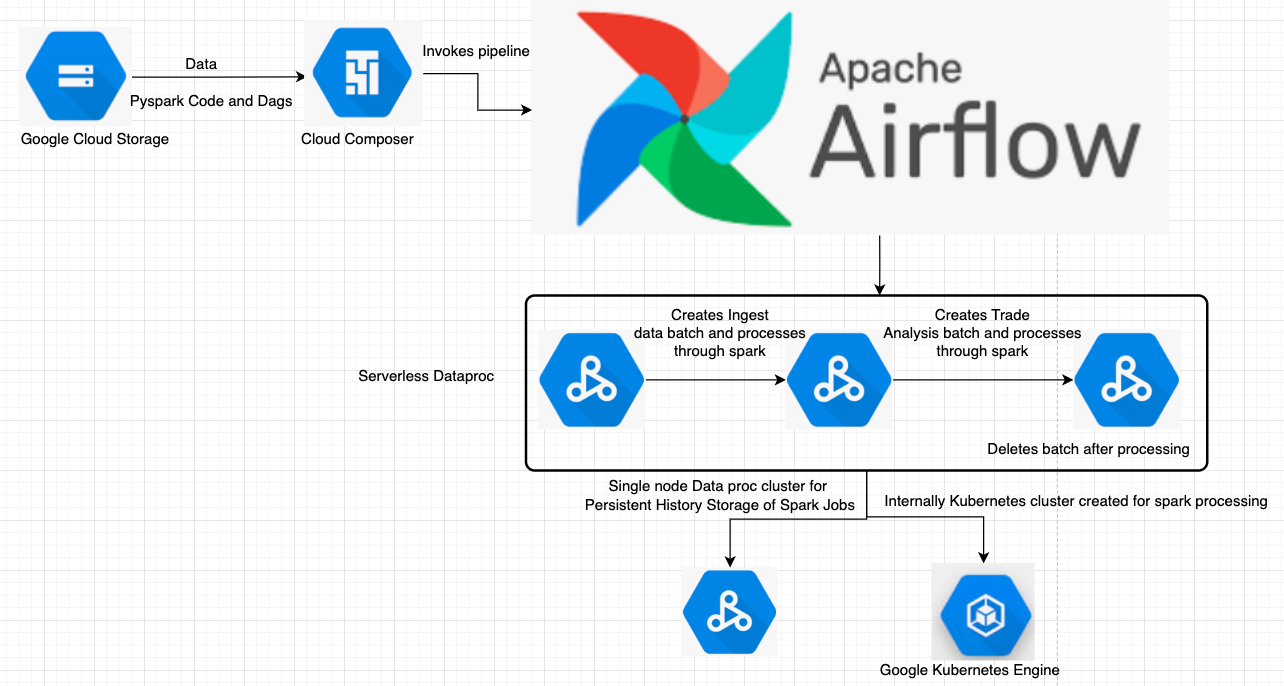 Data
Pyspark Code and Dags
Google Cloud Storage
Cloud Composer
Invokes pipeline
Apache
Airflow
Serverless Dataproc
Creates Ingest
data batch and processes
through spark
Creates Trade
Analysis batch and processes
through spark
Deletes batch after processing
Single node Data proc cluster for
Persistent History Storage of Spark Jobs
Internally Kubernetes cluster created for spark processing
Google Kubernetes Engine